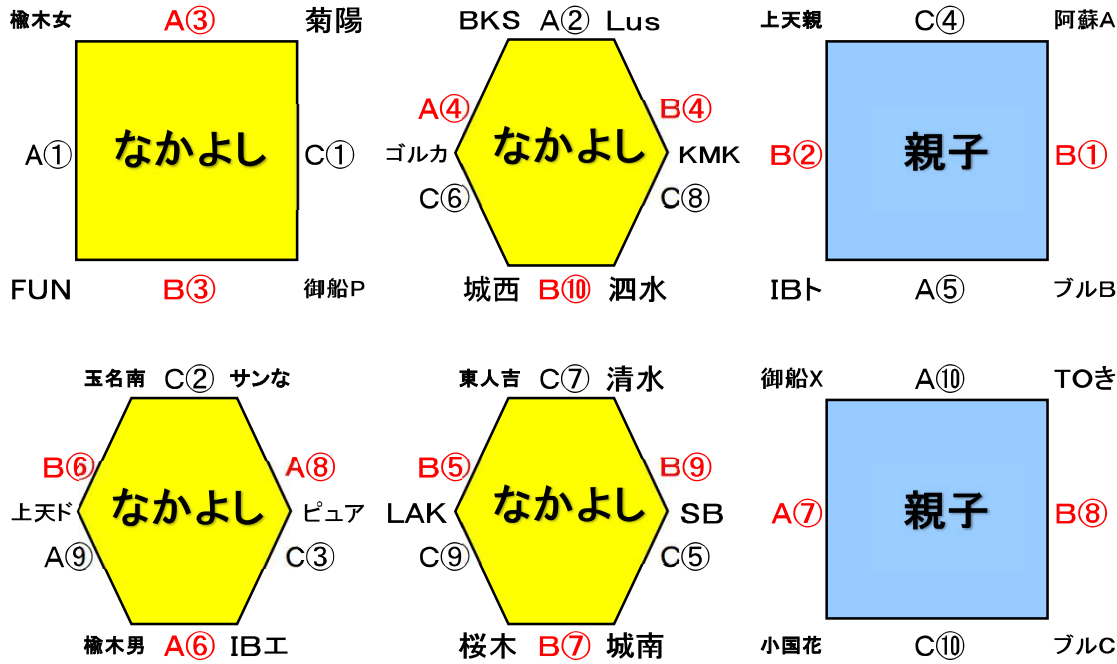 楡木女 A③ 菊陽
A① なかよし C①
FUN B③ 御船P
BKS A② Lus
A④ B④
ゴルカ なかよし KMK
C⑥ C⑧
城西 B⑩ 泗水
上天親 C④ 阿蘇A
B② 親子 B①
IBト A⑤ ブルB
玉名南 C② サンな
B⑥ A⑧
上天ド なかよし ピュア
A⑨ C③
楡木男 A⑥ IBエ
東人吉 C⑦ 清水
B⑤ B⑨
LAK なかよし SB
C⑨ C⑤
桜木 B⑦ 城南
御船X A⑩ TOき
A⑦ 親子 B⑧
小国花 C⑩ ブルC